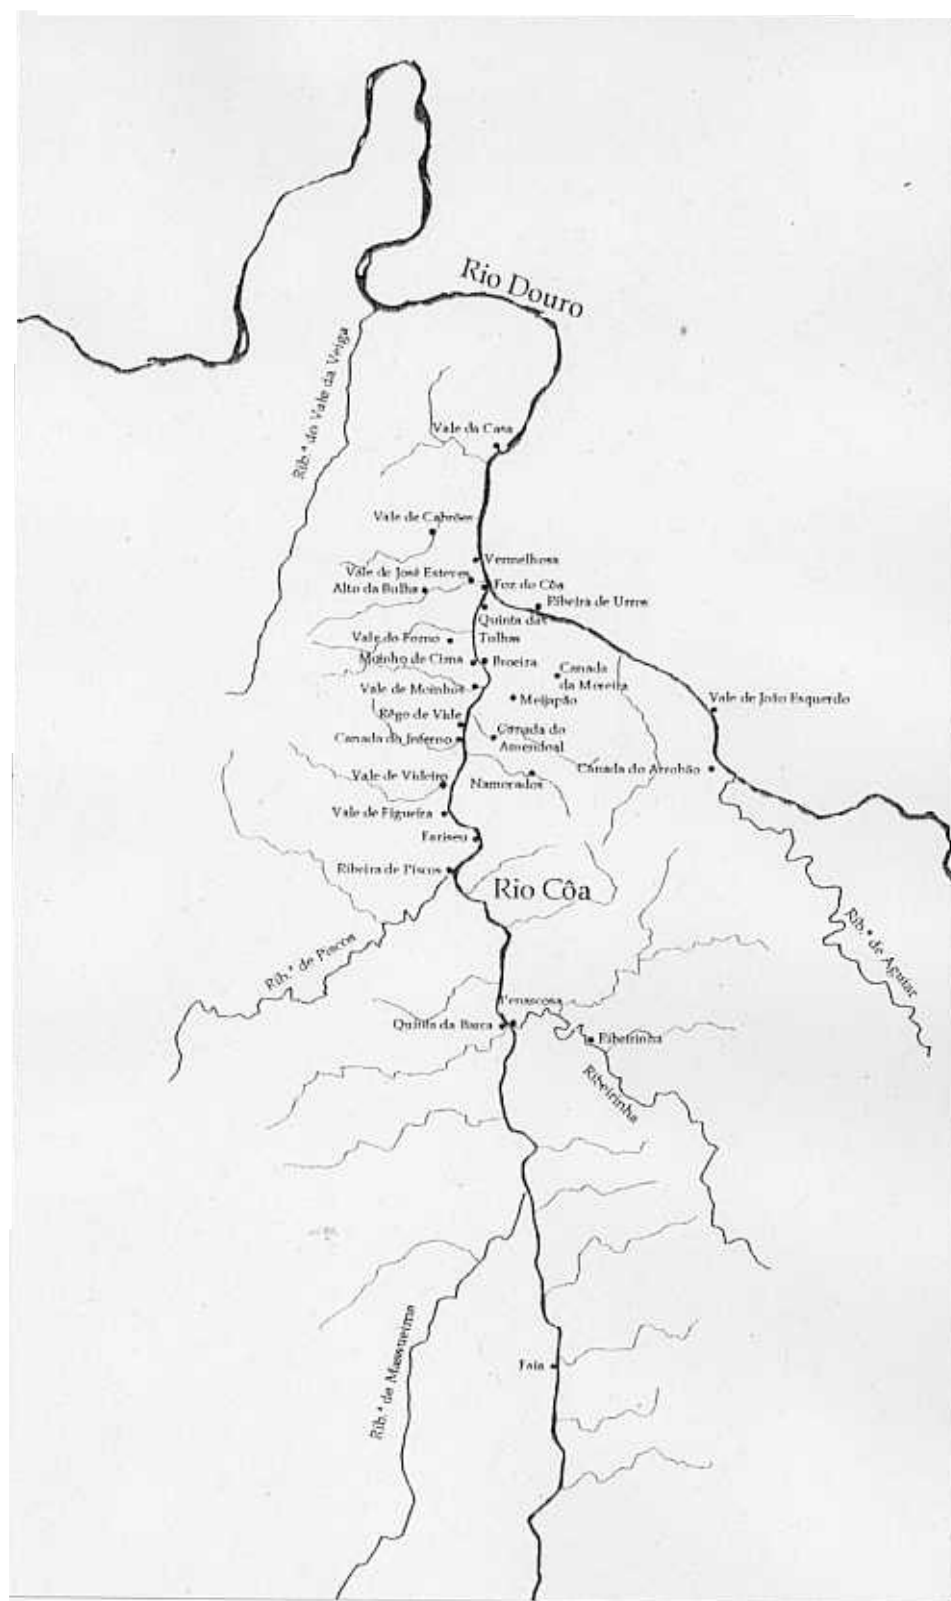 Rio Douro
Rib.ª do Vale da Veiga
Vale da Casa
Vale de Cabrões
Vermelhosa
Vale de José Esteves
Foz do Côa
Alto da Bulha
Ribeira de Urros
Quinta das
Tulhas
Vale do Forno
Moinho de Cima
Broeira
Canada
da Moreira
Vale de Moinhos
Meijapão
Vale de João Esquerdo
Rêgo de Vide
Canada do Inferno
Canada do
Amendoal
Canada do Arrobão
Vale de Videiro
Namorados
Vale de Figueira
Fariseu
Ribeira de Piscos
Rio Côa
Rib.ª de Piscos
Rib.ª de Aguiar
Penascosa
Quinta da Barca
Ribeirinha
Ribeirinha
Rib.ª de Massueime
Faia